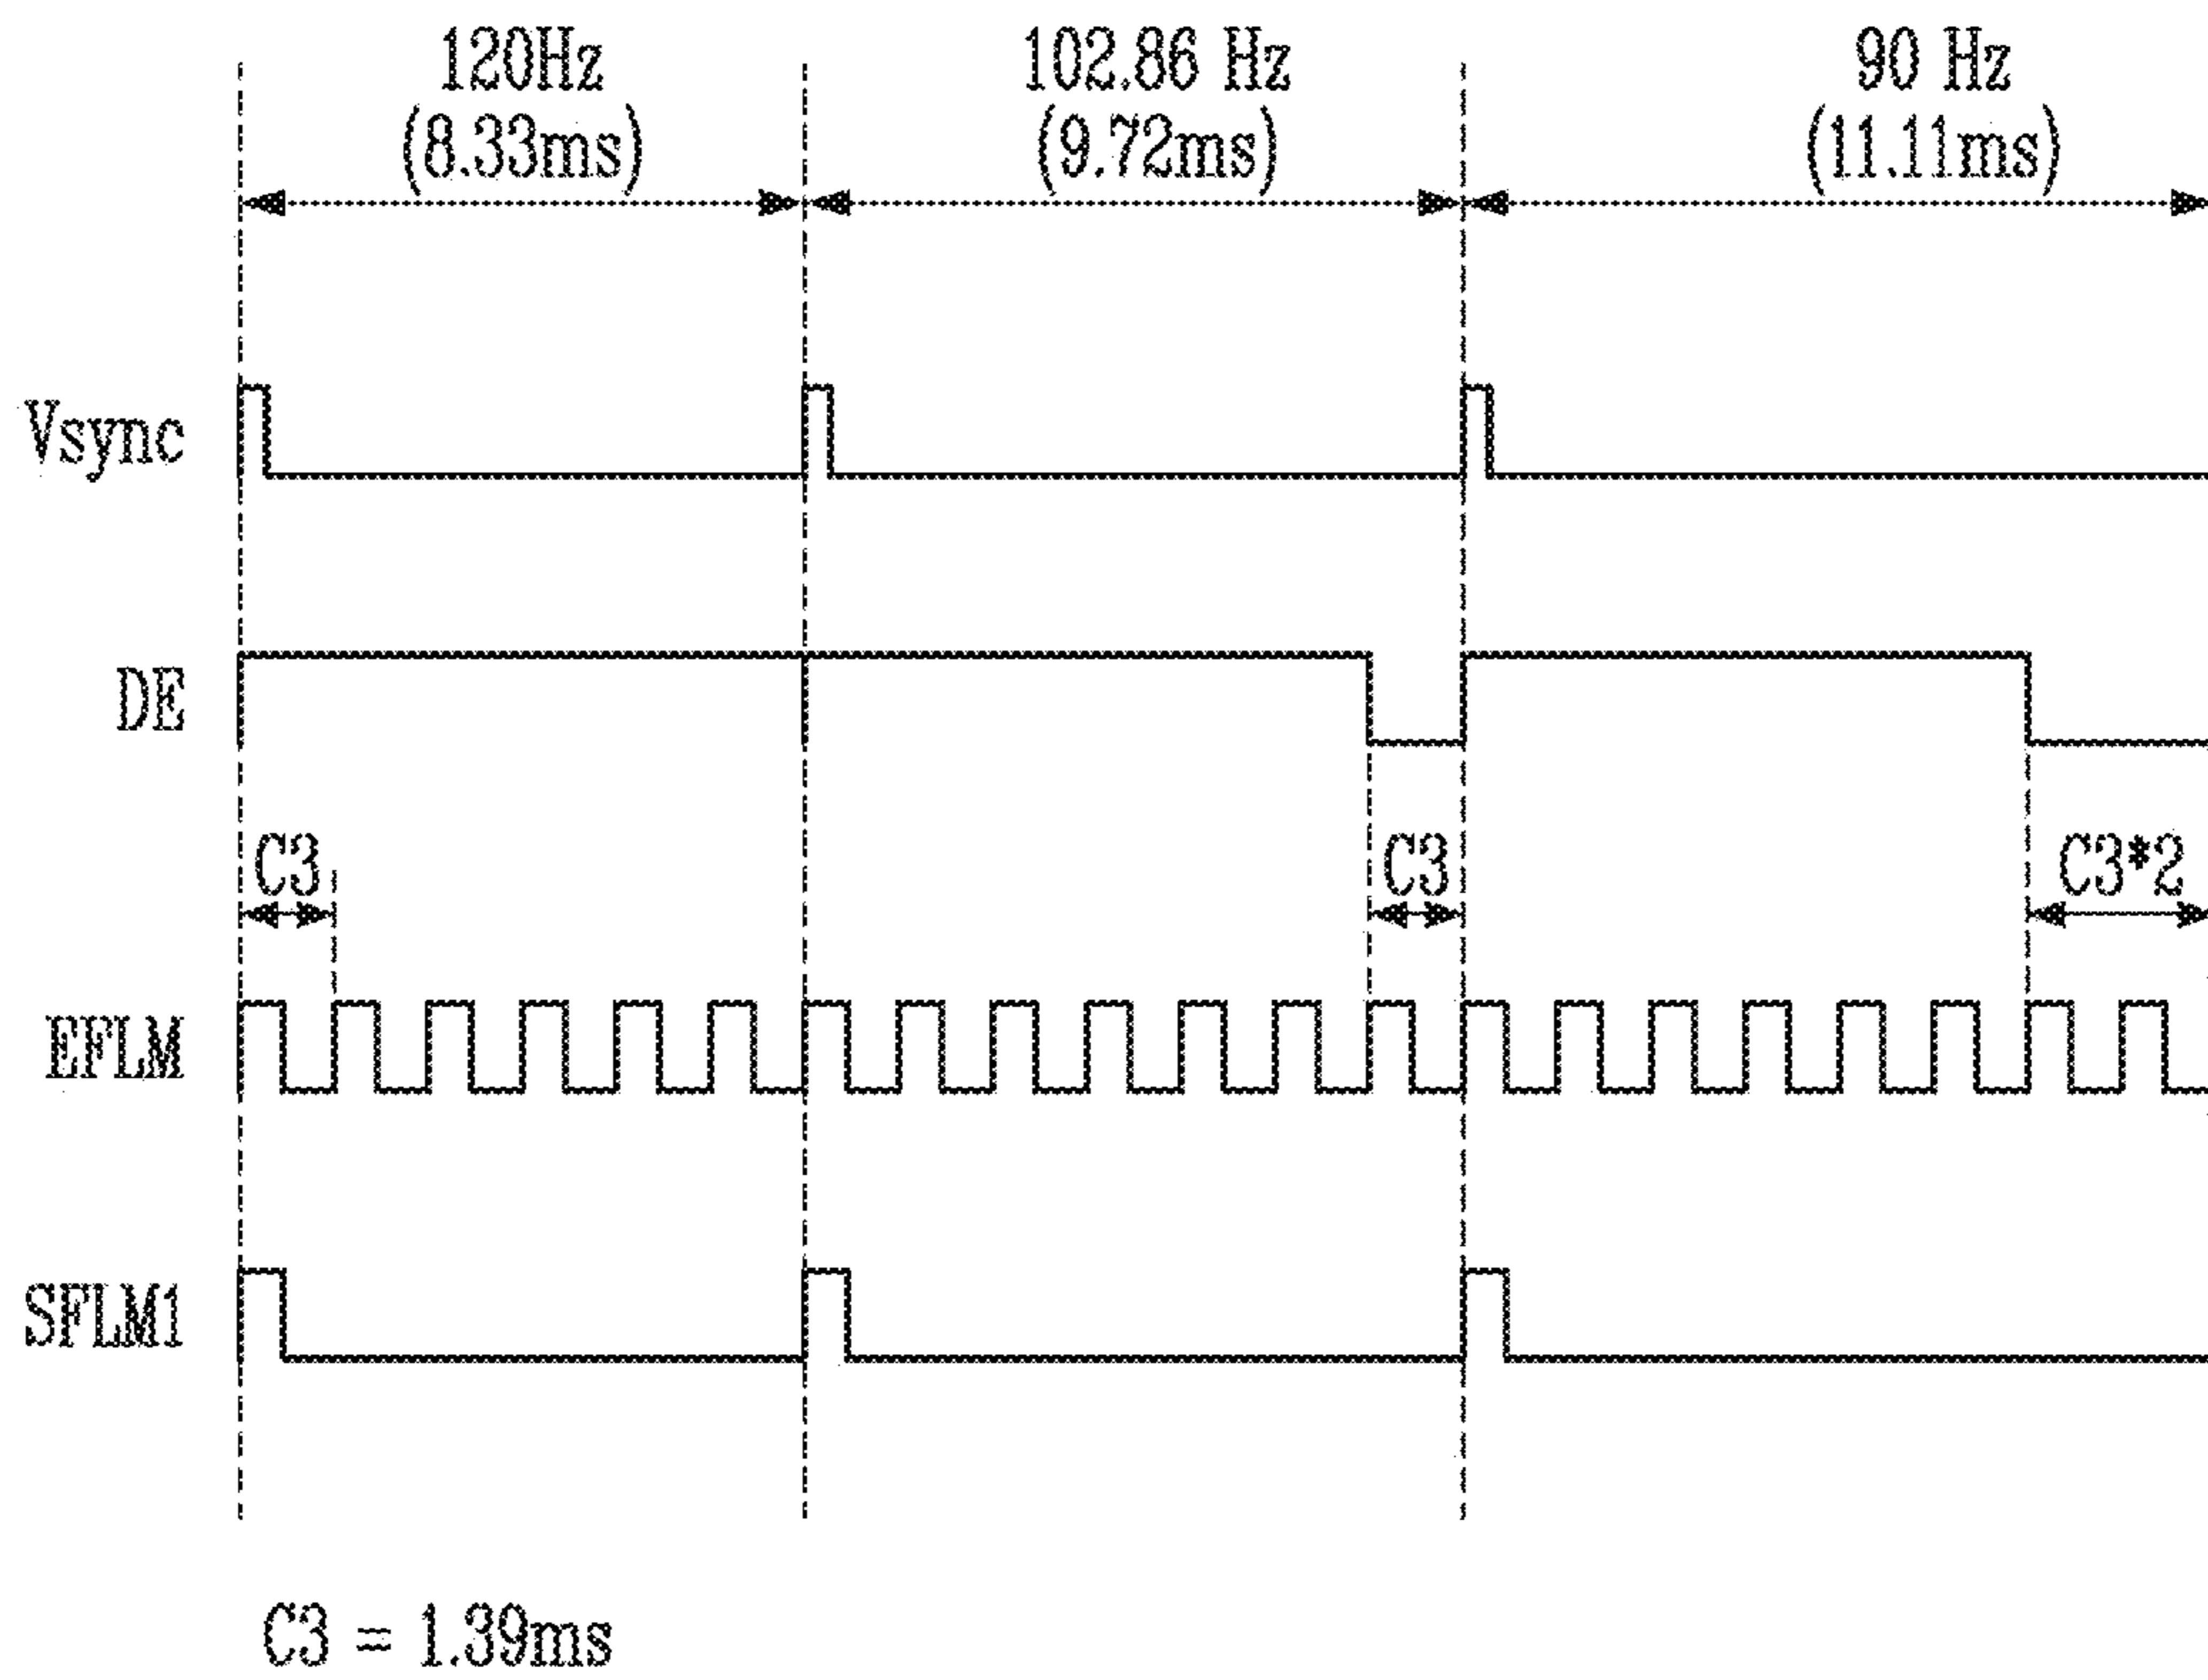 120Hz
(8.33ms)
102.86 Hz
(9.72ms)
90 Hz
(11.11ms)
Vsync
DE
C3
C3
C3*2
EFLM
SFLM1
C3 = 1.39ms